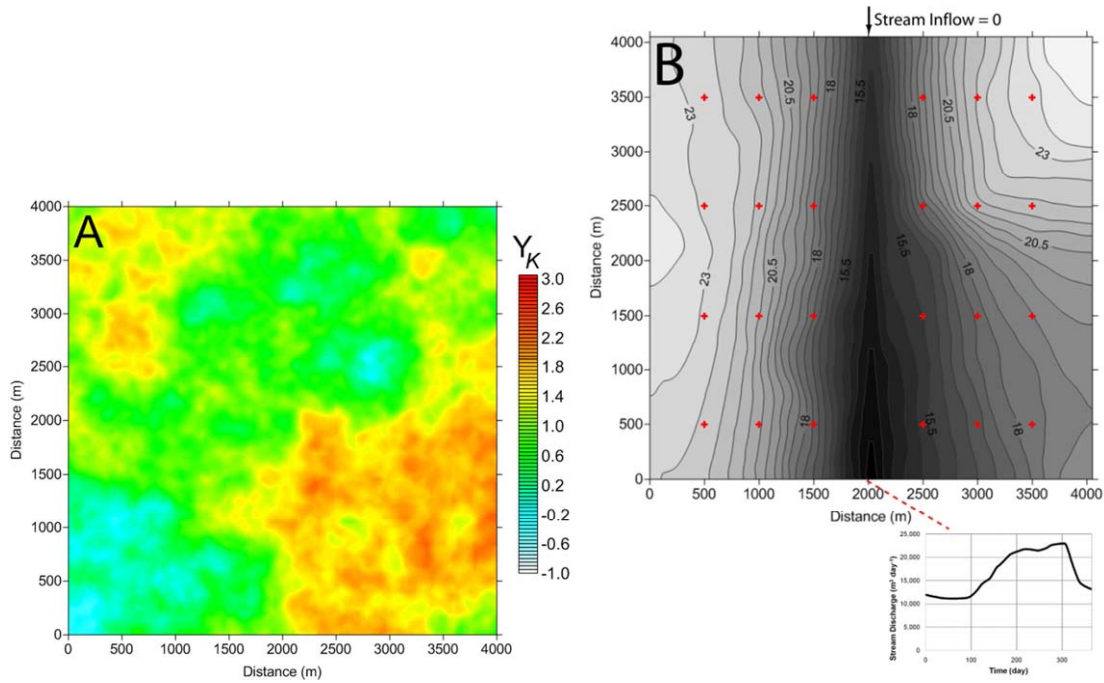 A
Y_K
4000
3500
3000
2500
2000
1500
1000
500
0
Distance (m)
0 500 1000 1500 2000 2500 3000 3500 4000
Distance (m)
3.0
2.6
2.2
1.8
1.4
1.0
0.6
0.2
-0.2
-0.6
-1.0
Stream Inflow = 0
B
4000
3500
3000
2500
2000
1500
1000
500
0
Distance (m)
23 20.5 18 15.5 18 20.5 23
20.5
23 20.5 18 15.5 15.5 18
18 15.5 18
0 500 1000 1500 2000 2500 3000 3500 4000
Distance (m)
25,000
20,000
15,000
10,000
5,000
0
Stream Discharge (m³ day⁻¹)
0 100 200 300
Time (day)